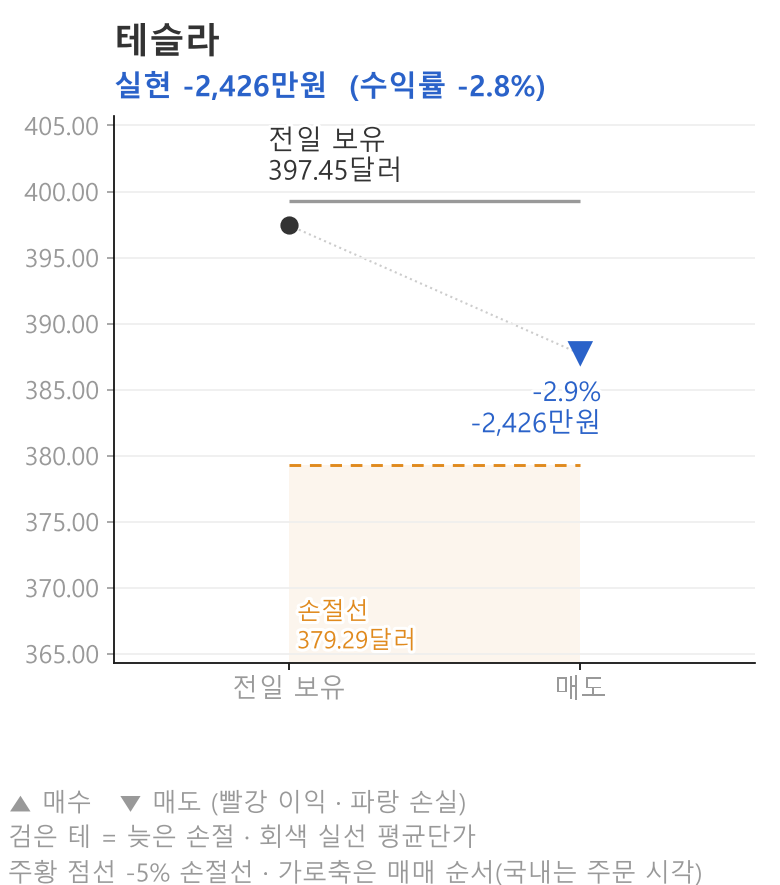 테슬라
실현 -2,426만원 (수익률 -2.8%)
405.00
전일 보유
397.45달러
400.00
395.00
390.00
385.00
-2.9%
-2,426만원
380.00
375.00
370.00
손절선
379.29달러
365.00
전일 보유 매도
▲ 매수 ▼ 매도 (빨강 이익 · 파랑 손실)
검은 테 = 늦은 손절 · 회색 실선 평균단가
주황 점선 -5% 손절선 · 가로축은 매매 순서(국내는 주문 시각)